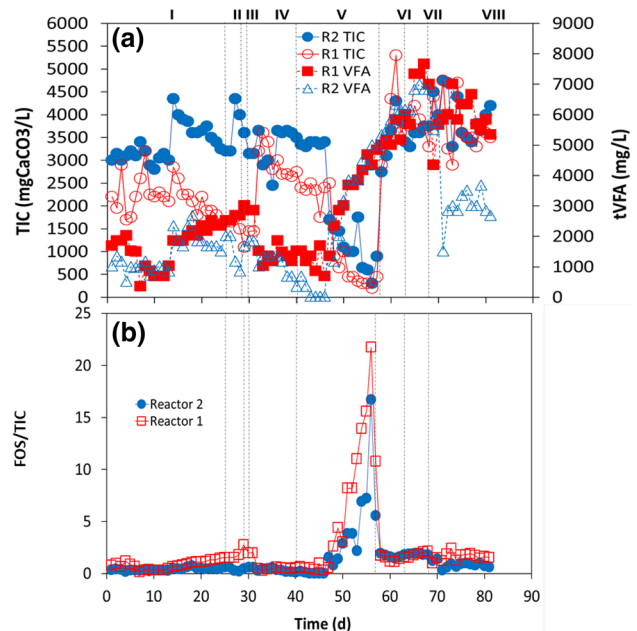 I II III IV V VI VII VIII
(a)
R2 TIC
R1 TIC
R1 VFA
R2 VFA
TIC (mgCaCO3/L)
6000
5500
5000
4500
4000
3500
3000
2500
2000
1500
1000
500
0
tVFA (mg/L)
9000
8000
7000
6000
5000
4000
3000
2000
1000
0
(b)
Reactor 2
Reactor 1
FOS/TIC
25
20
15
10
5
0
0 10 20 30 40 50 60 70 80 90
Time (d)